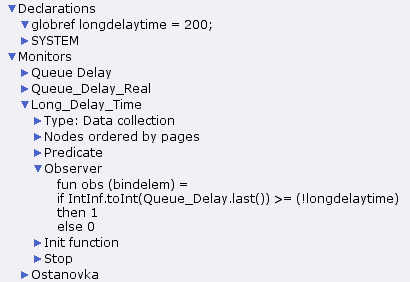 Declarations
globref longdelaytime = 200;
SYSTEM
Monitors
Queue Delay
Queue_Delay_Real
Long_Delay_Time
Type: Data collection
Nodes ordered by pages
Predicate
Observer
fun obs (bindelem) =
if IntInf.toInt(Queue_Delay.last()) >= (!longdelaytime)
then 1
else 0
Init function
Stop
Ostanovka